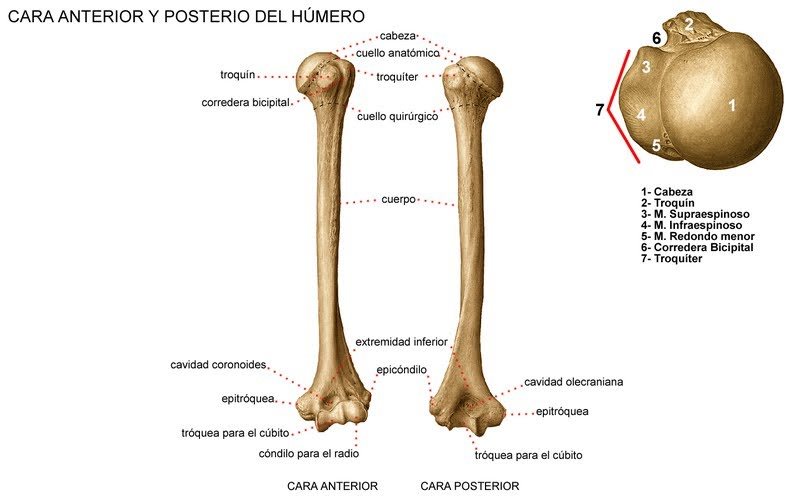 CARA ANTERIOR Y POSTERIO DEL HÚMERO
cabeza
cuello anatómico
troquín
troquíter
corredera bicipital
cuello quirúrgico
cuerpo
extremidad inferior
cavidad coronoides
epicóndilo
cavidad olecraniana
epitróquea
epitróquea
tróquea para el cúbito
cóndilo para el radio
tróquea para el cúbito
CARA ANTERIOR
CARA POSTERIOR
2
6
3
1
7
4
5
1- Cabeza
2- Troquín
3- M. Supraespinoso
4- M. Infraespinoso
5- M. Redondo menor
6- Corredera Bicipital
7- Troquiter